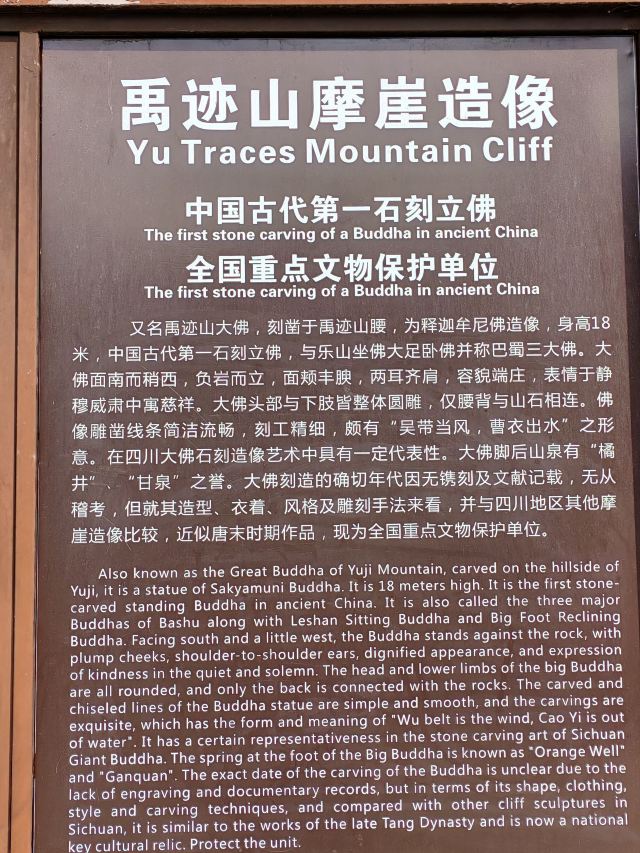 禹迹山摩崖造像
Yu Traces Mountain Cliff
中国古代第一石刻立佛
The first stone carving of a Buddha in ancient China
全国重点文物保护单位
The first stone carving of a Buddha in ancient China
又名禹迹山大佛，刻凿于禹迹山腰，为释迦牟尼佛造像，身高18
米，中国古代第一石刻立佛，与乐山坐佛大足卧佛并称巴蜀三大佛。大
佛面南而稍西，负岩而立，面颊丰腴，两耳齐肩，容貌端庄，表情于静
穆威肃中寓慈祥。大佛头部与下肢皆整体圆雕，仅腰背与山石相连。佛
像雕凿线条简洁流畅，刻工精细，颇有“吴带当风，曹衣出水”之形
意。在四川大佛石刻造像艺术中具有一定代表性。大佛脚后山泉有“橘
井”、“甘泉”之誉。大佛刻造的确切年代因无镌刻及文献记载，无从
稽考，但就其造型、衣着、风格及雕刻手法来看，并与四川地区其他摩
崖造像比较，近似唐末时期作品，现为全国重点文物保护单位。
Also known as the Great Buddha of Yuji Mountain, carved on the hillside of
Yuji, it is a statue of Sakyamuni Buddha. It is 18 meters high. It is the first stone-
carved standing Buddha in ancient China. It is also called the three major
Buddhas of Bashu along with Leshan Sitting Buddha and Big Foot Reclining
Buddha. Facing south and a little west, the Buddha stands against the rock, with
plump cheeks, shoulder-to-shoulder ears, dignified appearance, and expression
of kindness in the quiet and solemn. The head and lower limbs of the big Buddha
are all rounded, and only the back is connected with the rocks. The carved and
chiseled lines of the Buddha statue are simple and smooth, and the carvings are
exquisite, which has the form and meaning of "Wu belt is the wind, Cao Yi is out
of water". It has a certain representativeness in the stone carving art of Sichuan
Giant Buddha. The spring at the foot of the Big Buddha is known as "Orange Well"
and "Ganquan". The exact date of the carving of the Buddha is unclear due to the
lack of engraving and documentary records, but in terms of its shape, clothing,
style and carving techniques, and compared with other cliff sculptures in
Sichuan, it is similar to the works of the late Tang Dynasty and is now a national
key cultural relic. Protect the unit.